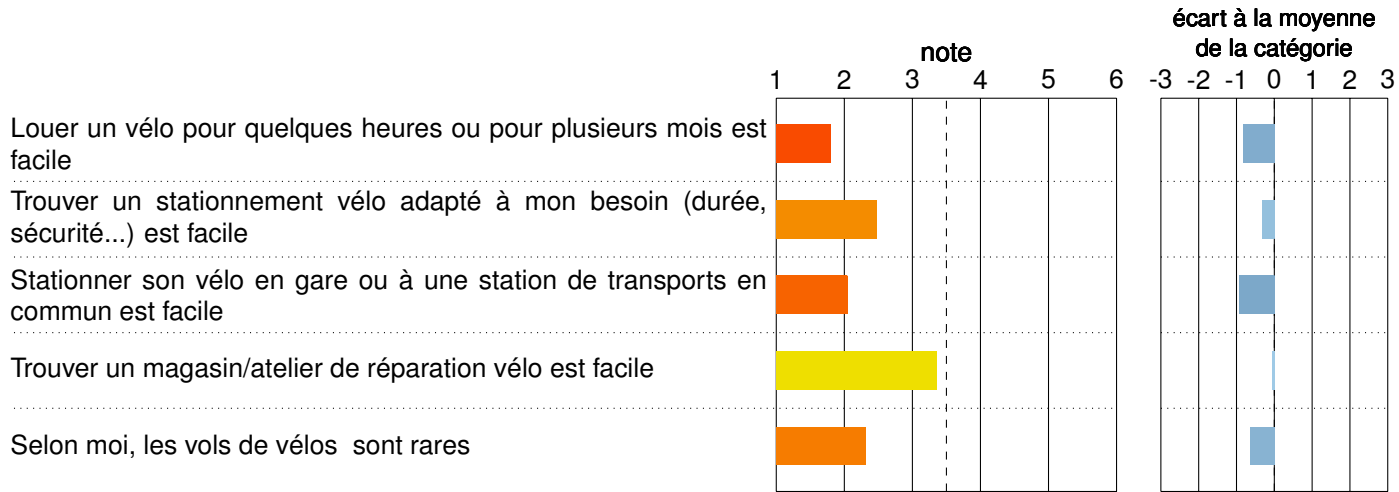 écart à la moyenne
note de la catégorie
1 2 3 4 5 6 -3 -2 -1 0 1 2 3
Louer un vélo pour quelques heures ou pour plusieurs mois est
facile
Trouver un stationnement vélo adapté à mon besoin (durée,
sécurité...) est facile
Stationner son vélo en gare ou à une station de transports en
commun est facile
Trouver un magasin/atelier de réparation vélo est facile
Selon moi, les vols de vélos sont rares